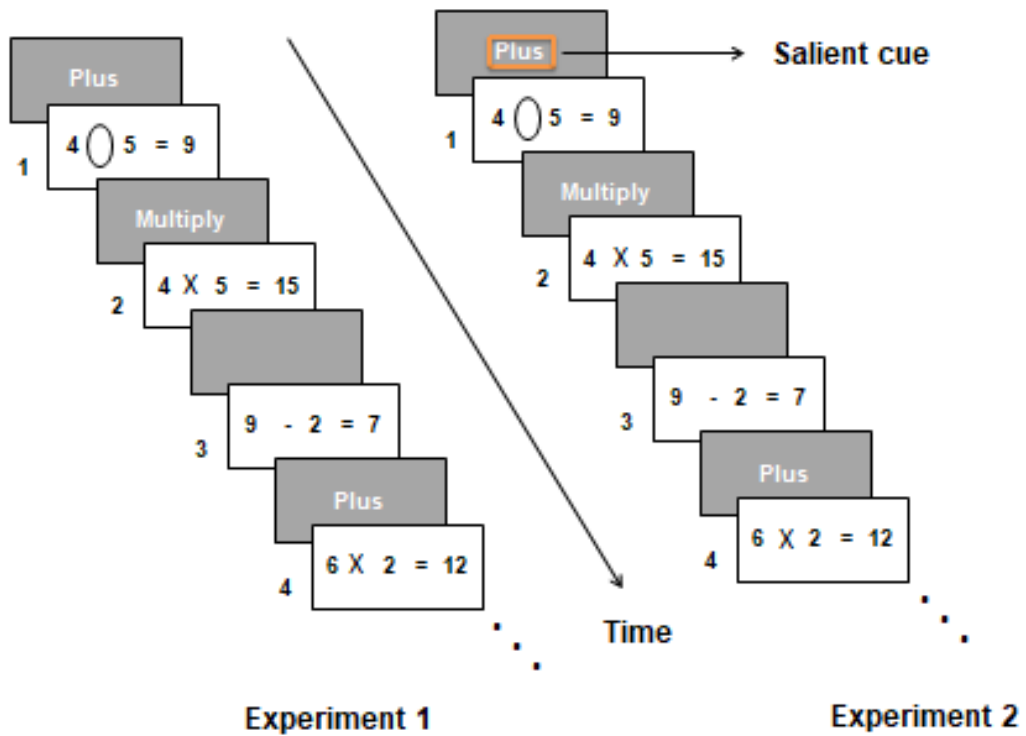 Plus
4 5 = 9
1
Multiply
4 X 5 = 15
2
9 - 2 = 7
3
Plus
6 X 2 = 12
4
...
Experiment 1
Time
Plus
Salient cue
4 5 = 9
1
Multiply
4 X 5 = 15
2
9 - 2 = 7
3
Plus
6 X 2 = 12
4
...
Experiment 2